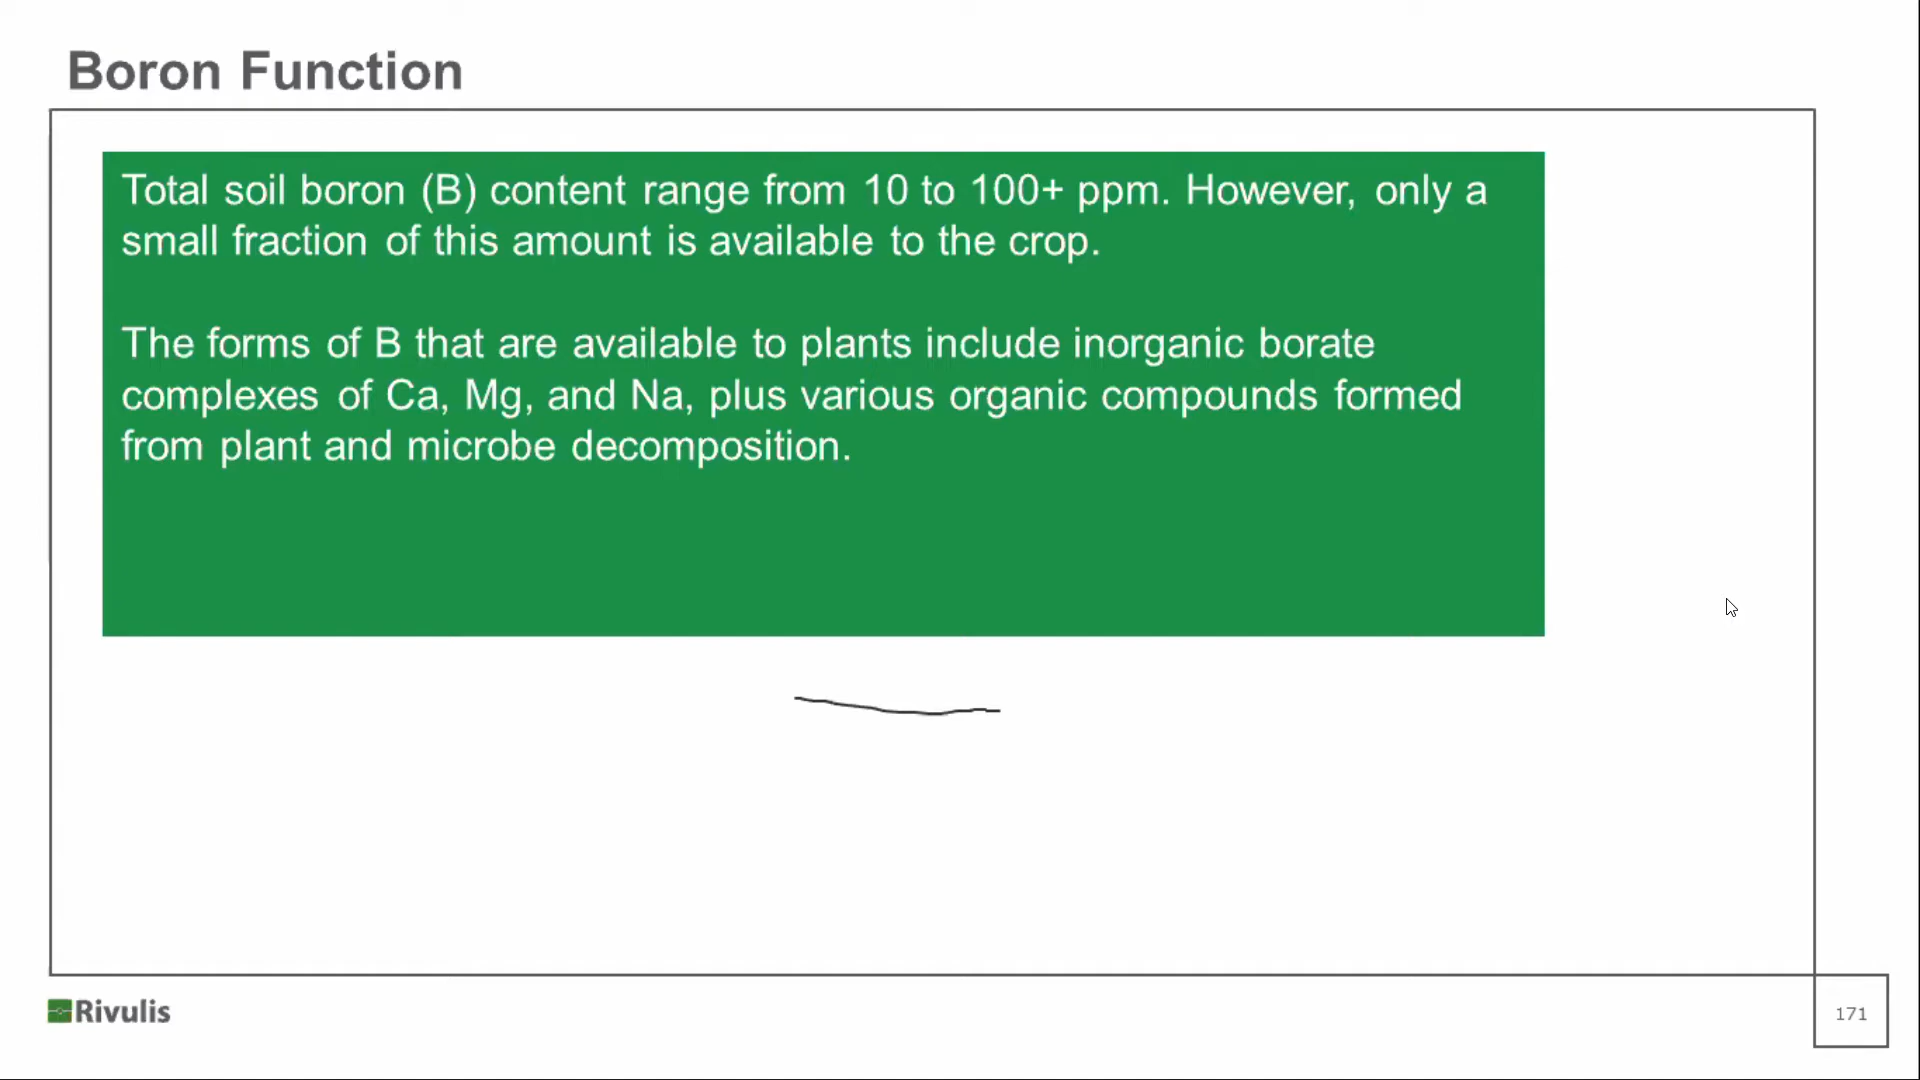 Boron Function
Total soil boron (B) content range from 10 to 100+ ppm. However, only a
small fraction of this amount is available to the crop.
The forms of B that are available to plants include inorganic borate
complexes of Ca, Mg, and Na, plus various organic compounds formed
from plant and microbe decomposition.
Rivulis
171